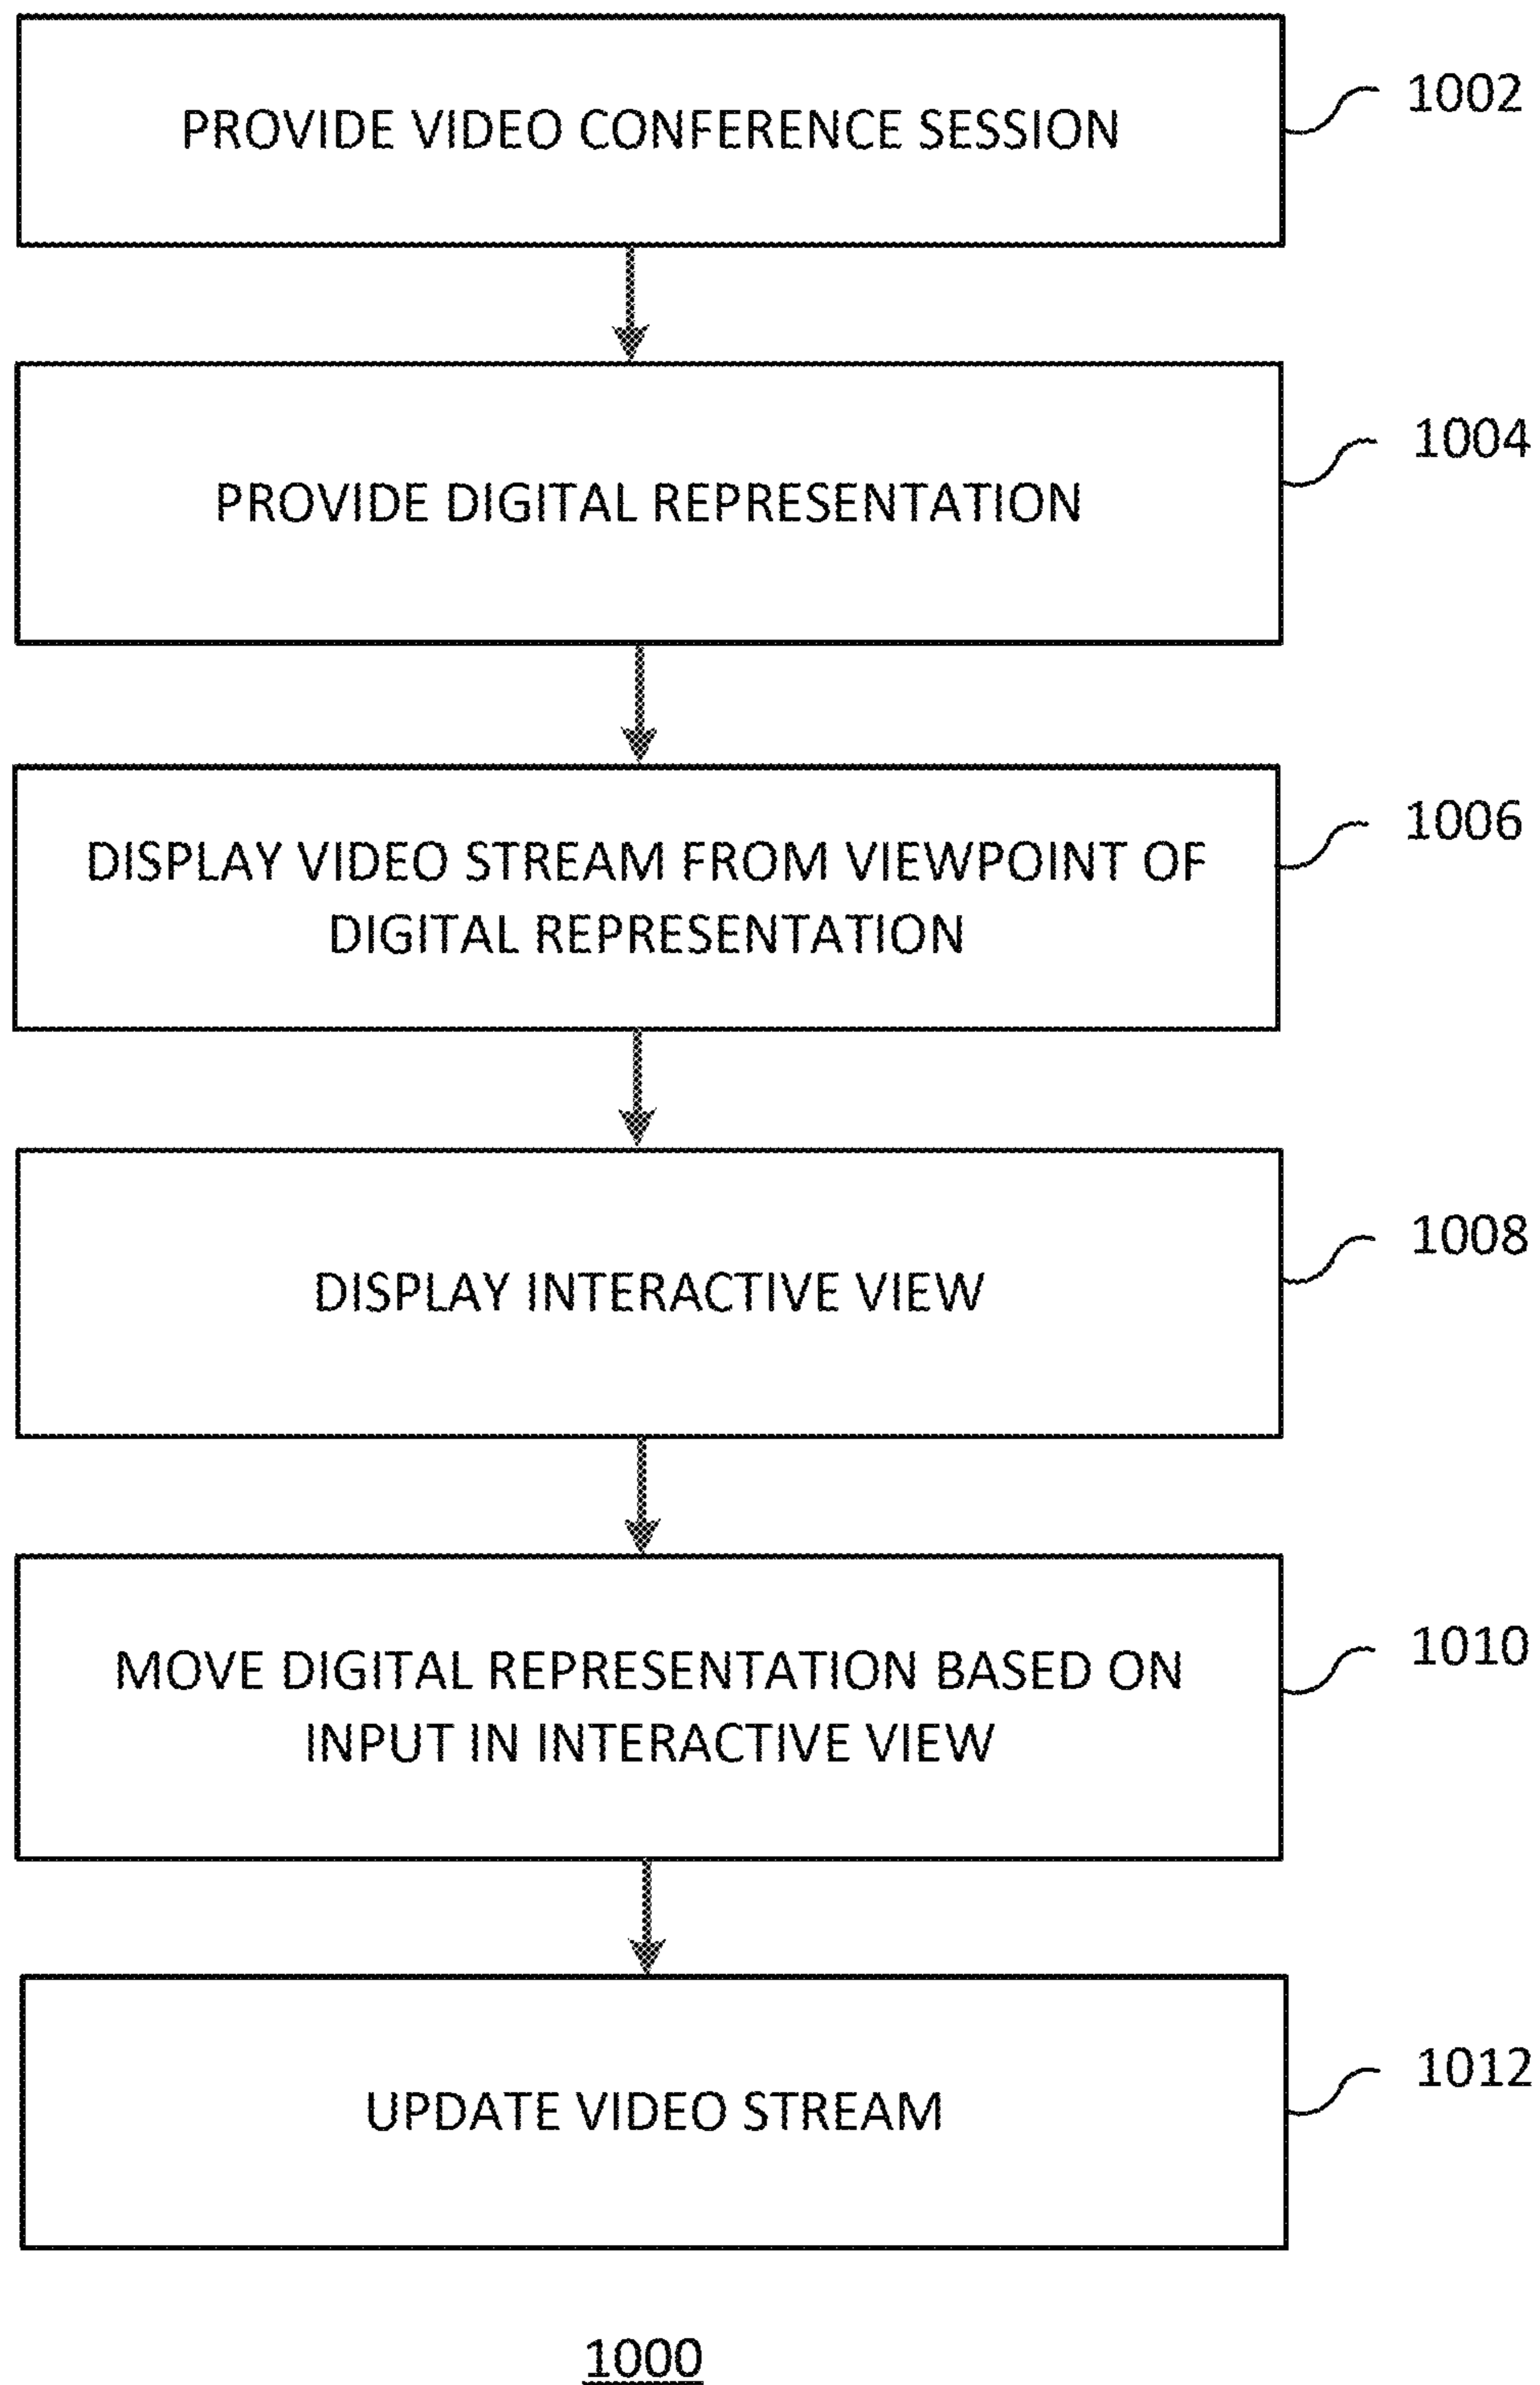 PROVIDE VIDEO CONFERENCE SESSION
1002
PROVIDE DIGITAL REPRESENTATION
1004
DISPLAY VIDEO STREAM FROM VIEWPOINT OF
DIGITAL REPRESENTATION
1006
DISPLAY INTERACTIVE VIEW
1008
MOVE DIGITAL REPRESENTATION BASED ON
INPUT IN INTERACTIVE VIEW
1010
UPDATE VIDEO STREAM
1012
1000